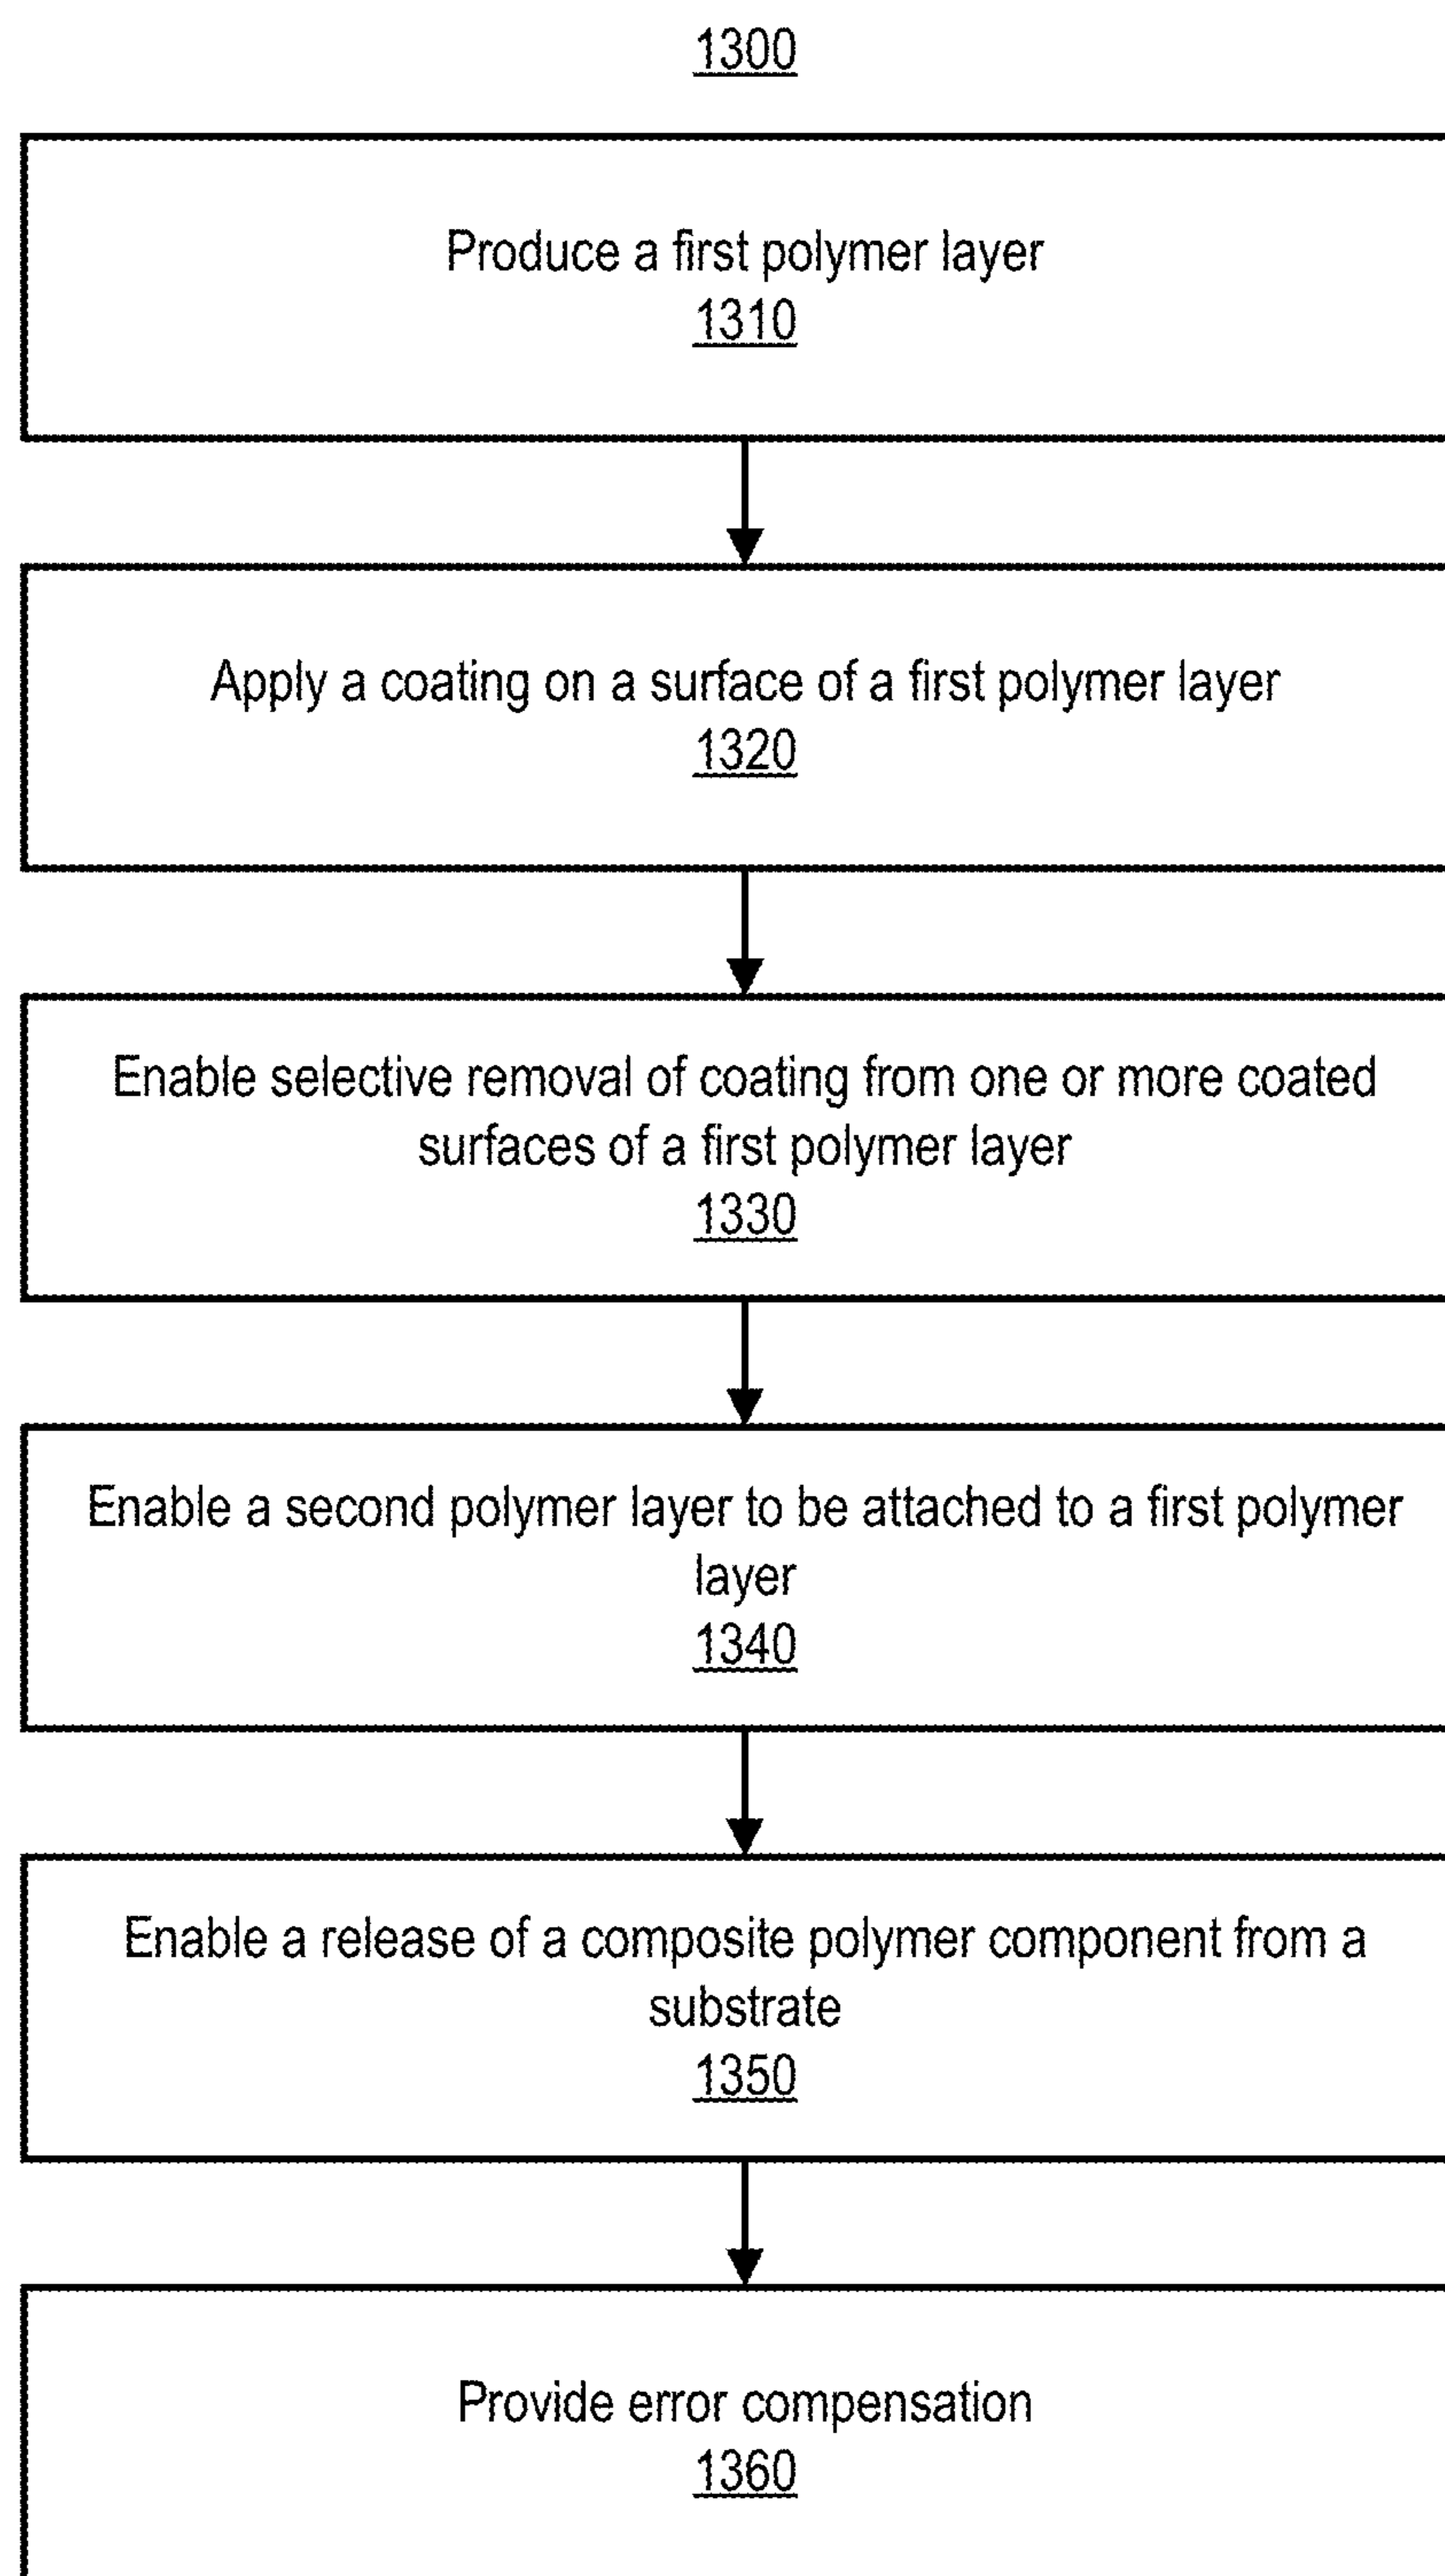 1300
Produce a first polymer layer
1310
Apply a coating on a surface of a first polymer layer
1320
Enable selective removal of coating from one or more coated
surfaces of a first polymer layer
1330
Enable a second polymer layer to be attached to a first polymer
layer
1340
Enable a release of a composite polymer component from a
substrate
1350
Provide error compensation
1360